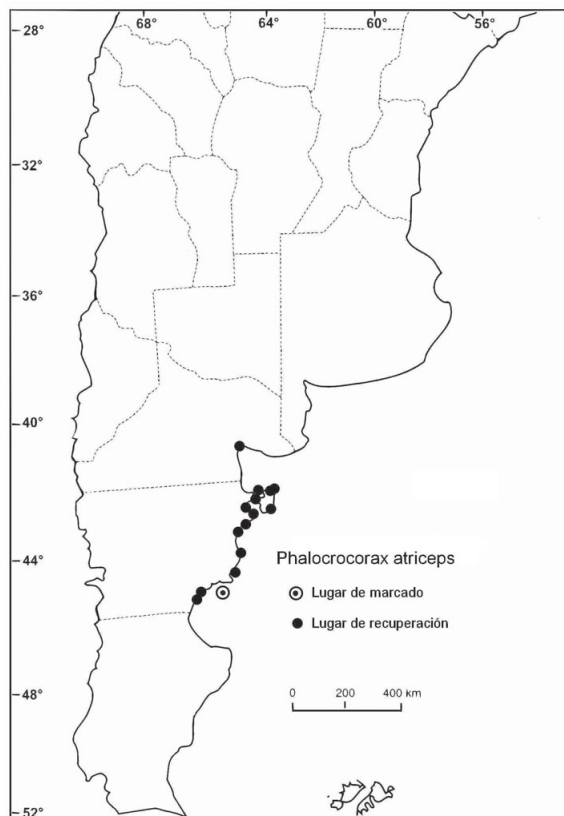 68° 64° 60° 56°
28°
32°
36°
40°
44°
48°
52°
Phalocrocorax atriceps
Lugar de marcado
Lugar de recuperación
0 200 400 km